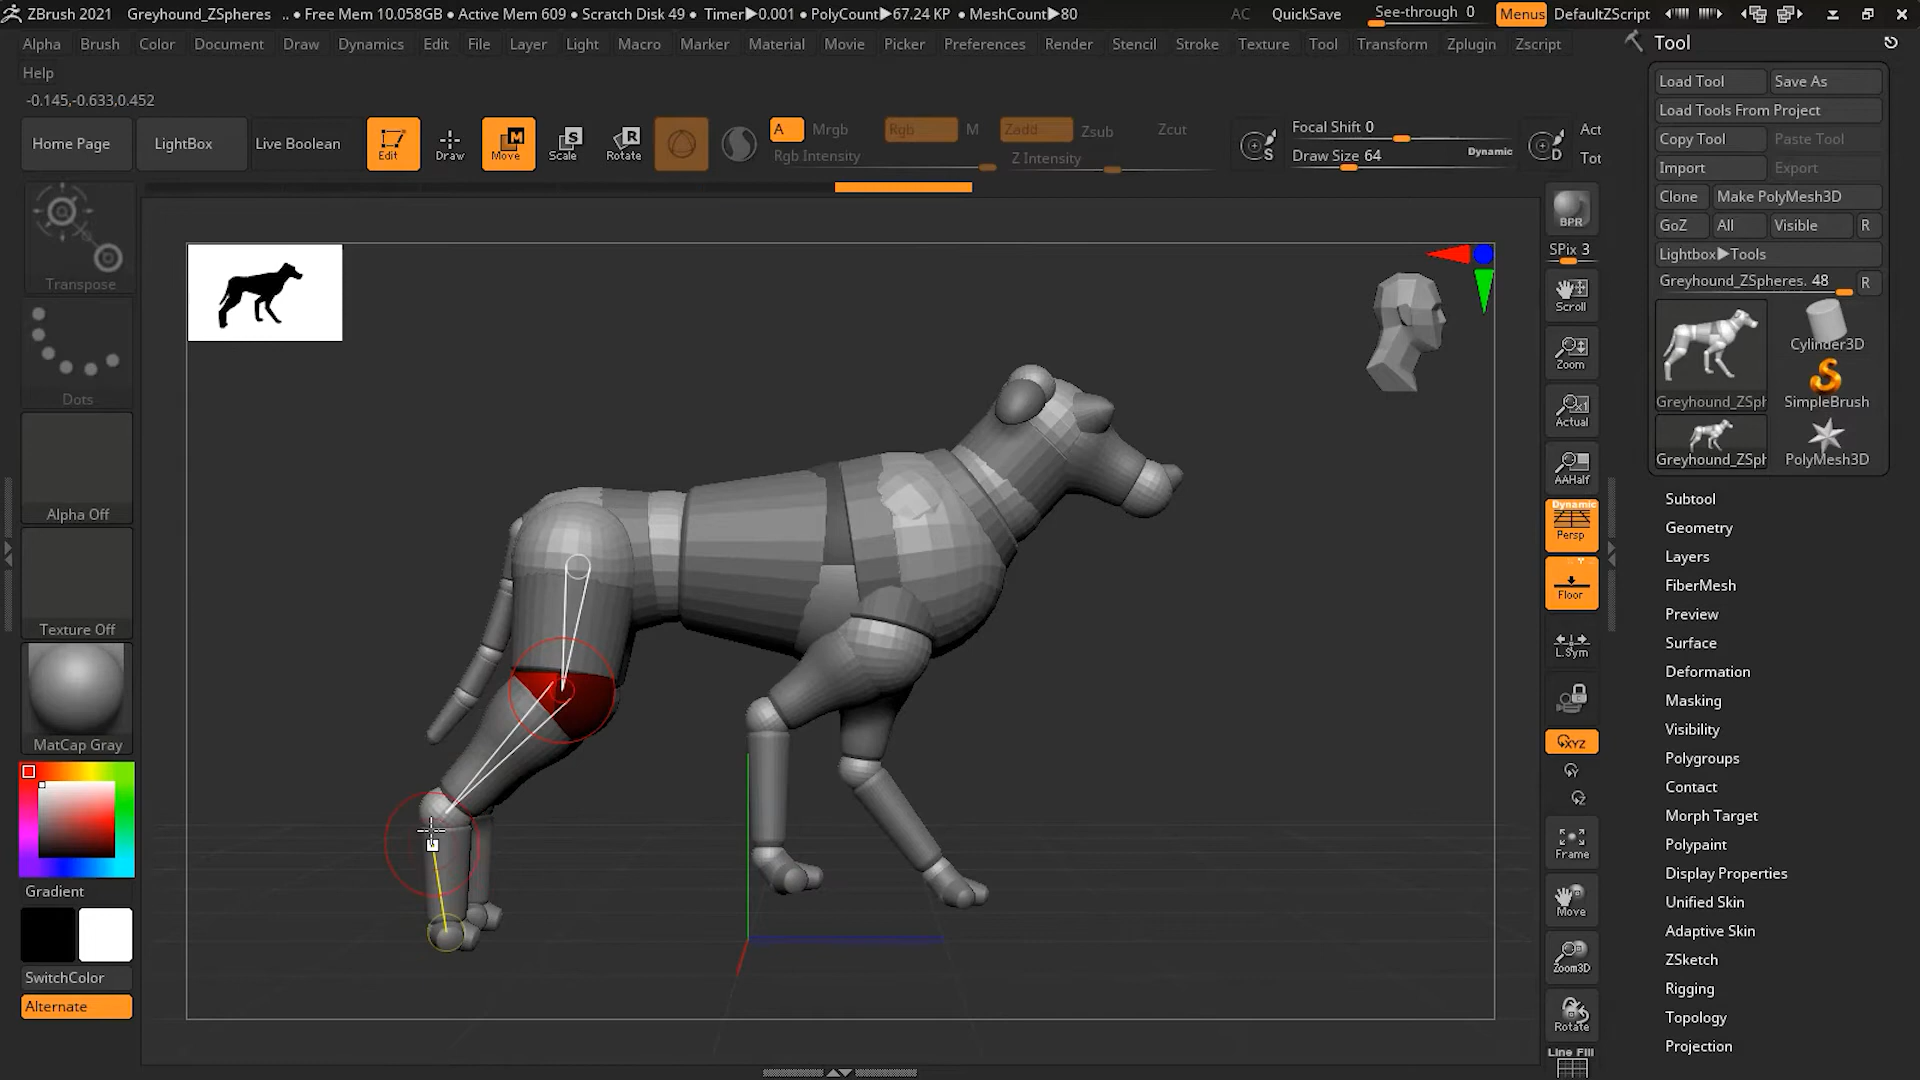 ZBrush 2021 Greyhound_ZSpheres .. • Free Mem 10.058GB • Active Mem 609 • Scratch Disk 49 • Timer▶0.001 • PolyCount▶67.24 KP • MeshCount▶80 AC QuickSave See-through 0 Menus DefaultZScript
Alpha Brush Color Document Draw Dynamics Edit File Layer Light Macro Marker Material Movie Picker Preferences Render Stencil Stroke Texture Tool Transform Zplugin Zscript
Help
-0.145,-0.633,0.452
Home Page LightBox Live Boolean Edit Draw Move Scale Rotate
M S R
A Mrgb Rgb M Zadd Zsub Zcut
Rgb Intensity Z Intensity
S Focal Shift 0
Draw Size 64 Dynamic
D Act
Tot
Transpose
Dots
Alpha Off
Texture Off
MatCap Gray
Gradient
SwitchColor
Alternate
BPR
SPix 3
Scroll
Zoom
Actual
AAHalf
Dynamic
Persp
Floor
L.Sym
XYZ
Y
Z
Frame
Move
Zoom3D
Rotate
Line Fill
Tool
Load Tool Save As
Load Tools From Project
Copy Tool Paste Tool
Import Export
Clone Make PolyMesh3D
GoZ All Visible R
Lightbox▶Tools
Greyhound_ZSpheres. 48 R
Cylinder3D
Greyhound_ZSph SimpleBrush
Greyhound_ZSph PolyMesh3D
Subtool
Geometry
Layers
FiberMesh
Preview
Surface
Deformation
Masking
Visibility
Polygroups
Contact
Morph Target
Polypaint
Display Properties
Unified Skin
Adaptive Skin
ZSketch
Rigging
Topology
Projection